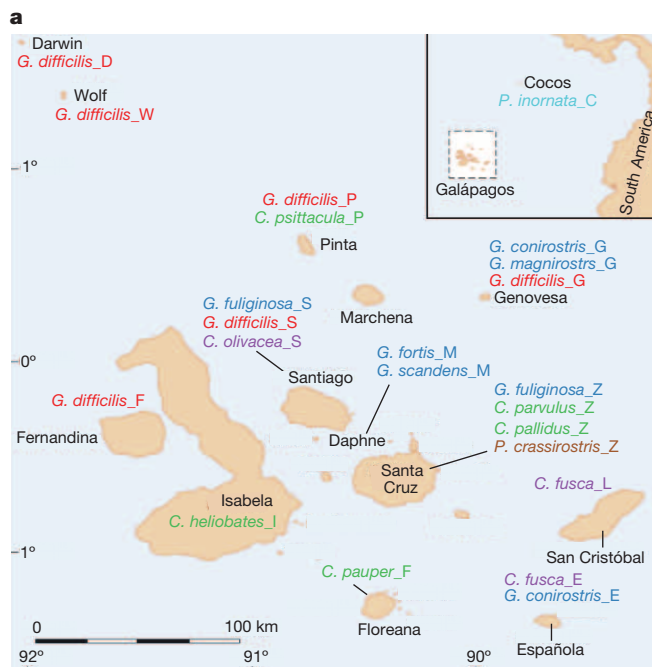 a
Darwin
G. difficilis_D
Wolf
G. difficilis_W
Cocos
P. inornata_C
Galápagos
South America
1°
G. difficilis_P
C. psittacula_P
Pinta
G. conirostris_G
G. magnirostrs_G
G. difficilis_G
Genovesa
Marchena
G. fuliginosa_S
G. difficilis_S
C. olivacea_S
Santiago
0°
G. fortis_M
G. scandens_M
Daphne
G. difficilis_F
Fernandina
G. fuliginosa_Z
C. parvulus_Z
C. pallidus_Z
P. crassirostris_Z
Santa
Cruz
Isabela
C. heliobates_I
C. fusca_L
San Cristóbal
1°
C. pauper_F
Floreana
C. fusca_E
G. conirostris_E
Española
0 100 km
92° 91° 90°